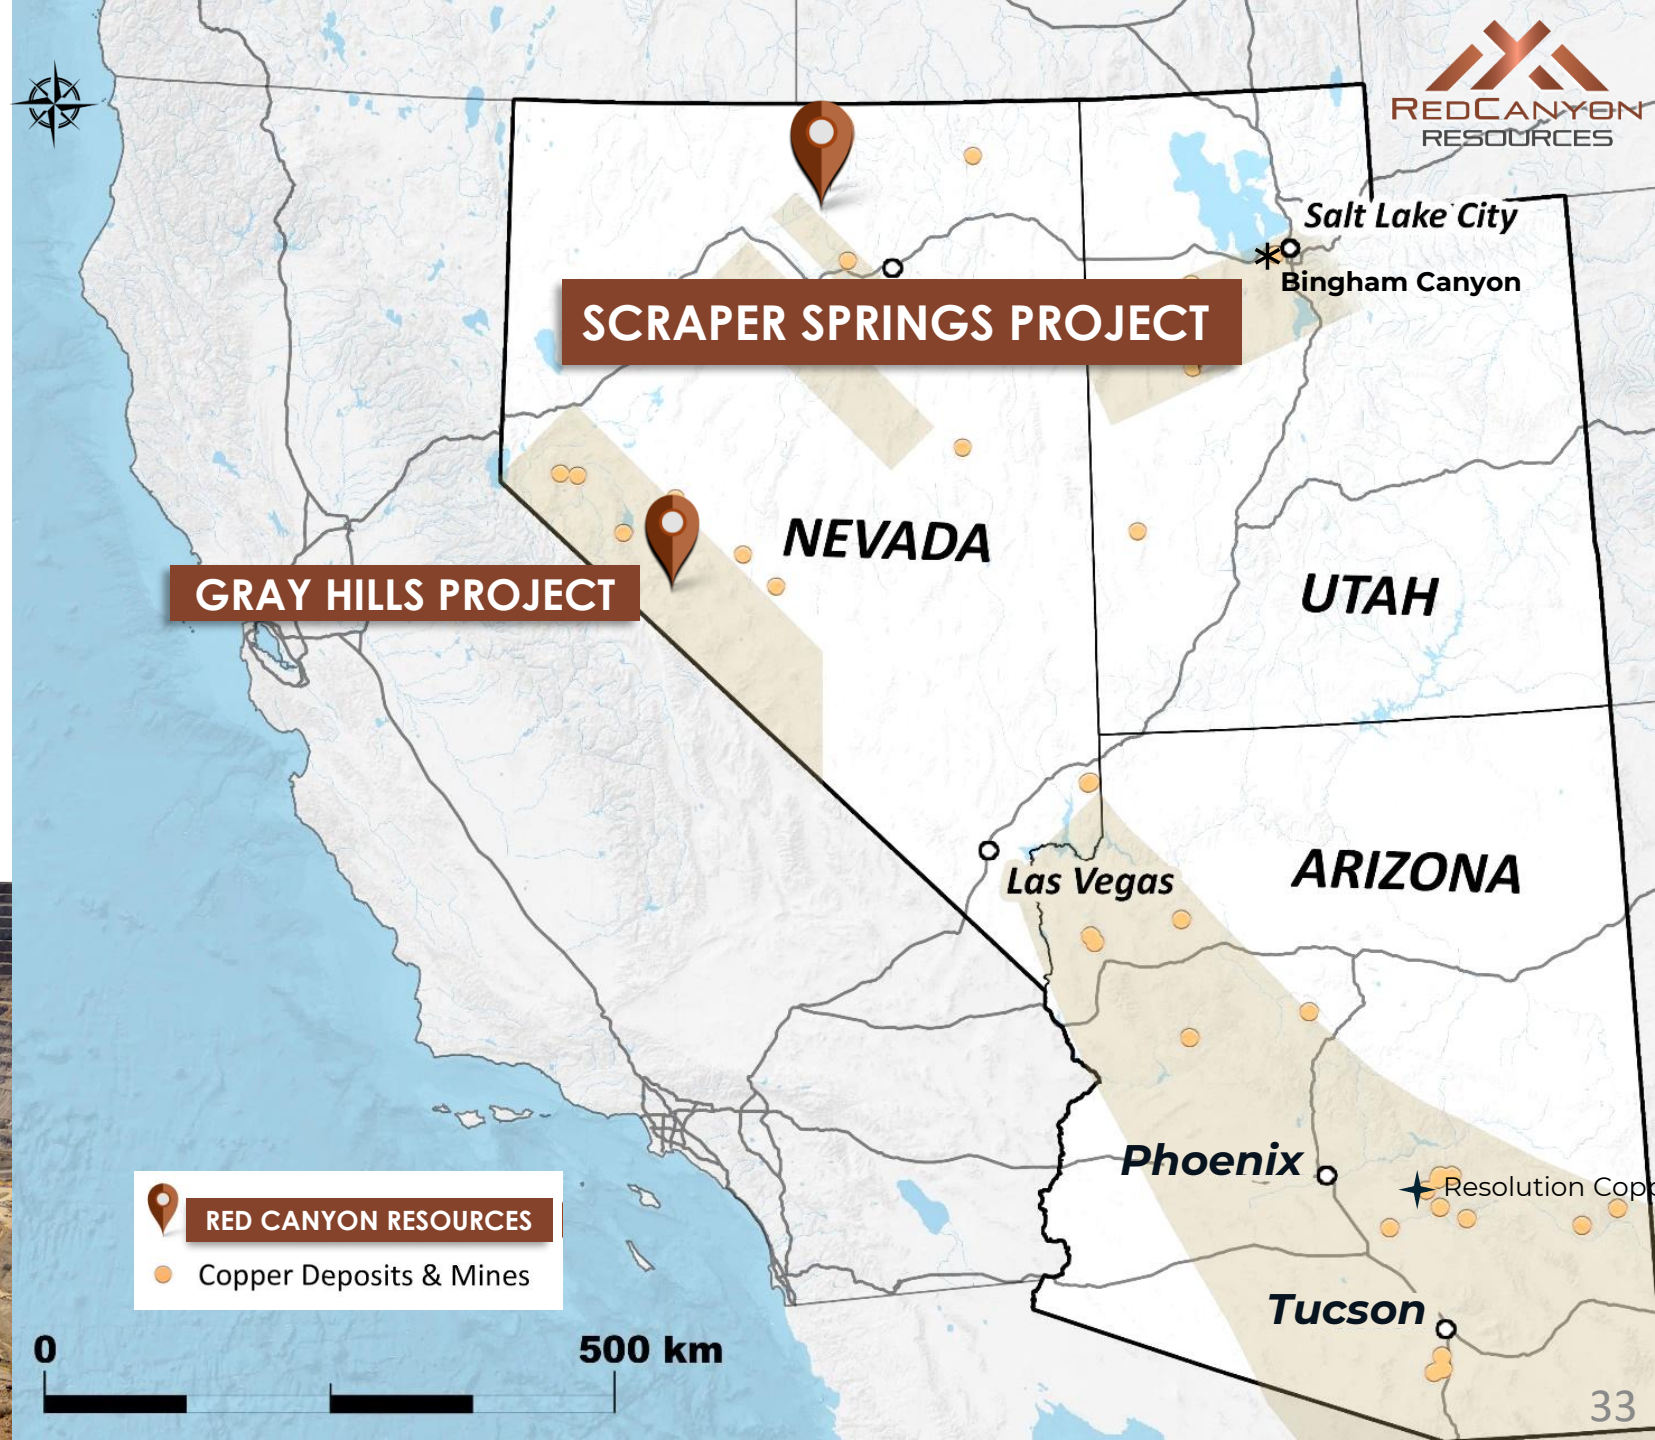 REDCANYON
RESOURCES
Salt Lake City
Bingham Canyon
SCRAPER SPRINGS PROJECT
NEVADA
GRAY HILLS PROJECT
UTAH
Las Vegas
ARIZONA
Phoenix
Resolution
Tucson
RED CANYON RESOURCES
Copper Deposits & Mines
0 500 km
33